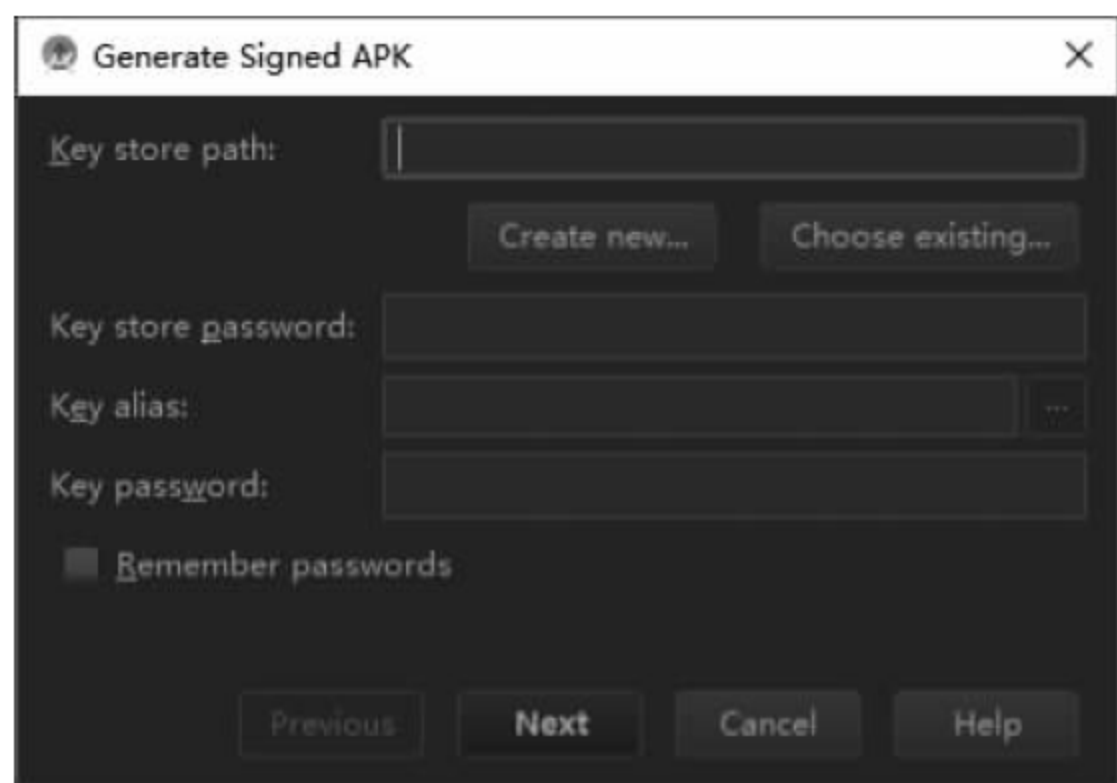 Generate Signed APK
Key store path:
Create new... Choose existing...
Key store password:
Key alias: ...
Key password:
Remember passwords
Previous Next Cancel Help